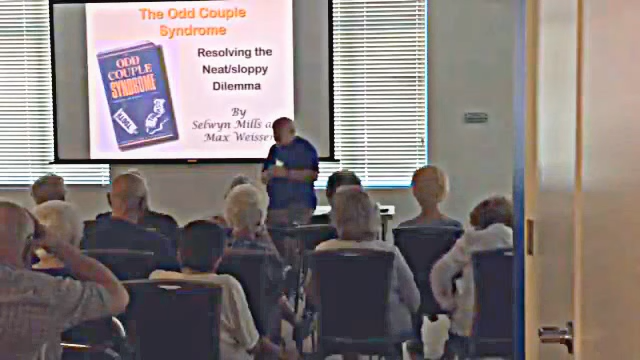 The Odd Couple
Syndrome
Resolving the
Neat/sloppy
Dilemma
By
Selwyn Mills
Max Weisser
ODD
COUPLE
SYNDROME